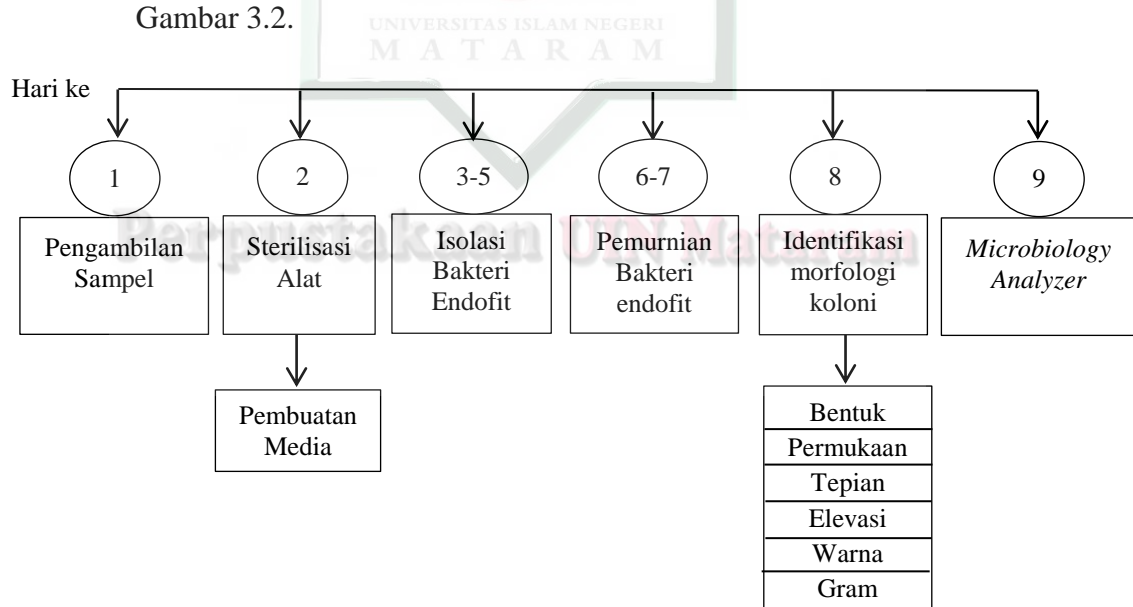 Gambar 3.2.
UNIVERSITAS ISLAM NEGERI
MATARAM
Hari ke
1
2
3-5
6-7
8
9
Pengambilan
Sampel
Sterilisasi
Alat
Isolasi
Bakteri
Endofit
Pemurnian
Bakteri
endofit
Identifikasi
morfologi
koloni
Microbiology
Analyzer
Perpustakaan UIN Mataram
Pembuatan
Media
Bentuk
Permukaan
Tepian
Elevasi
Warna
Gram